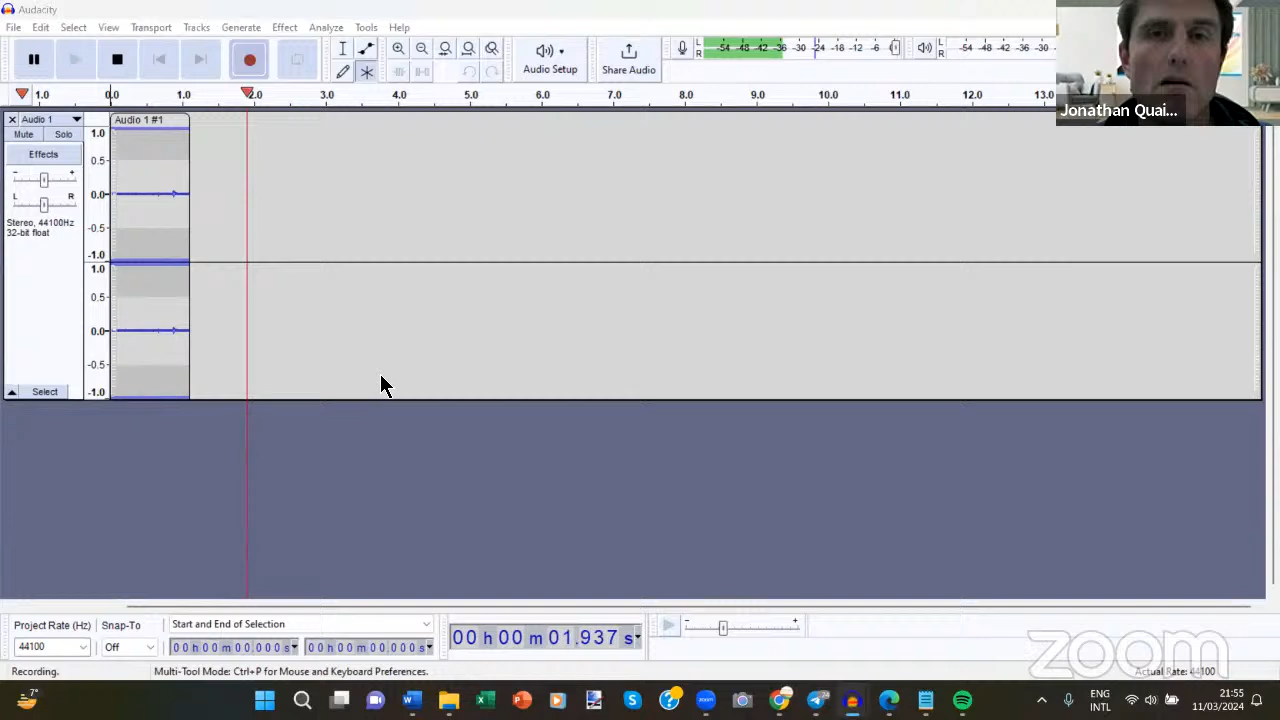 Audacity
File Edit Select View Transport Tracks Generate Effect Analyze Tools Help
L R -54 -48 -42 -36 -30 -24 -18 -12 -6 L R -54 -48 -42 -36 -30
Audio Setup
Share Audio
Jonathan Quai...
1.0 0.0 1.0 2.0 3.0 4.0 5.0 6.0 7.0 8.0 9.0 10.0 11.0 12.0 13.0
Audio 1
Audio 1 #1
Mute Solo
Effects
- +
L R
Stereo, 44100Hz
32-bit float
1.0
0.5
0.0
-0.5
-1.0
1.0
0.5
0.0
-0.5
-1.0
Select
Project Rate (Hz) Snap-To Start and End of Selection
44100 Off 00 h 00 m 00.000 s 00 h 00 m 00.000 s
00 h 00 m 01.937 s
- +
zoom
Recording. Multi-Tool Mode: Ctrl+P for Mouse and Keyboard Preferences. Actual Rate: 44100
7°
ENG
INTL
21:55
11/03/2024